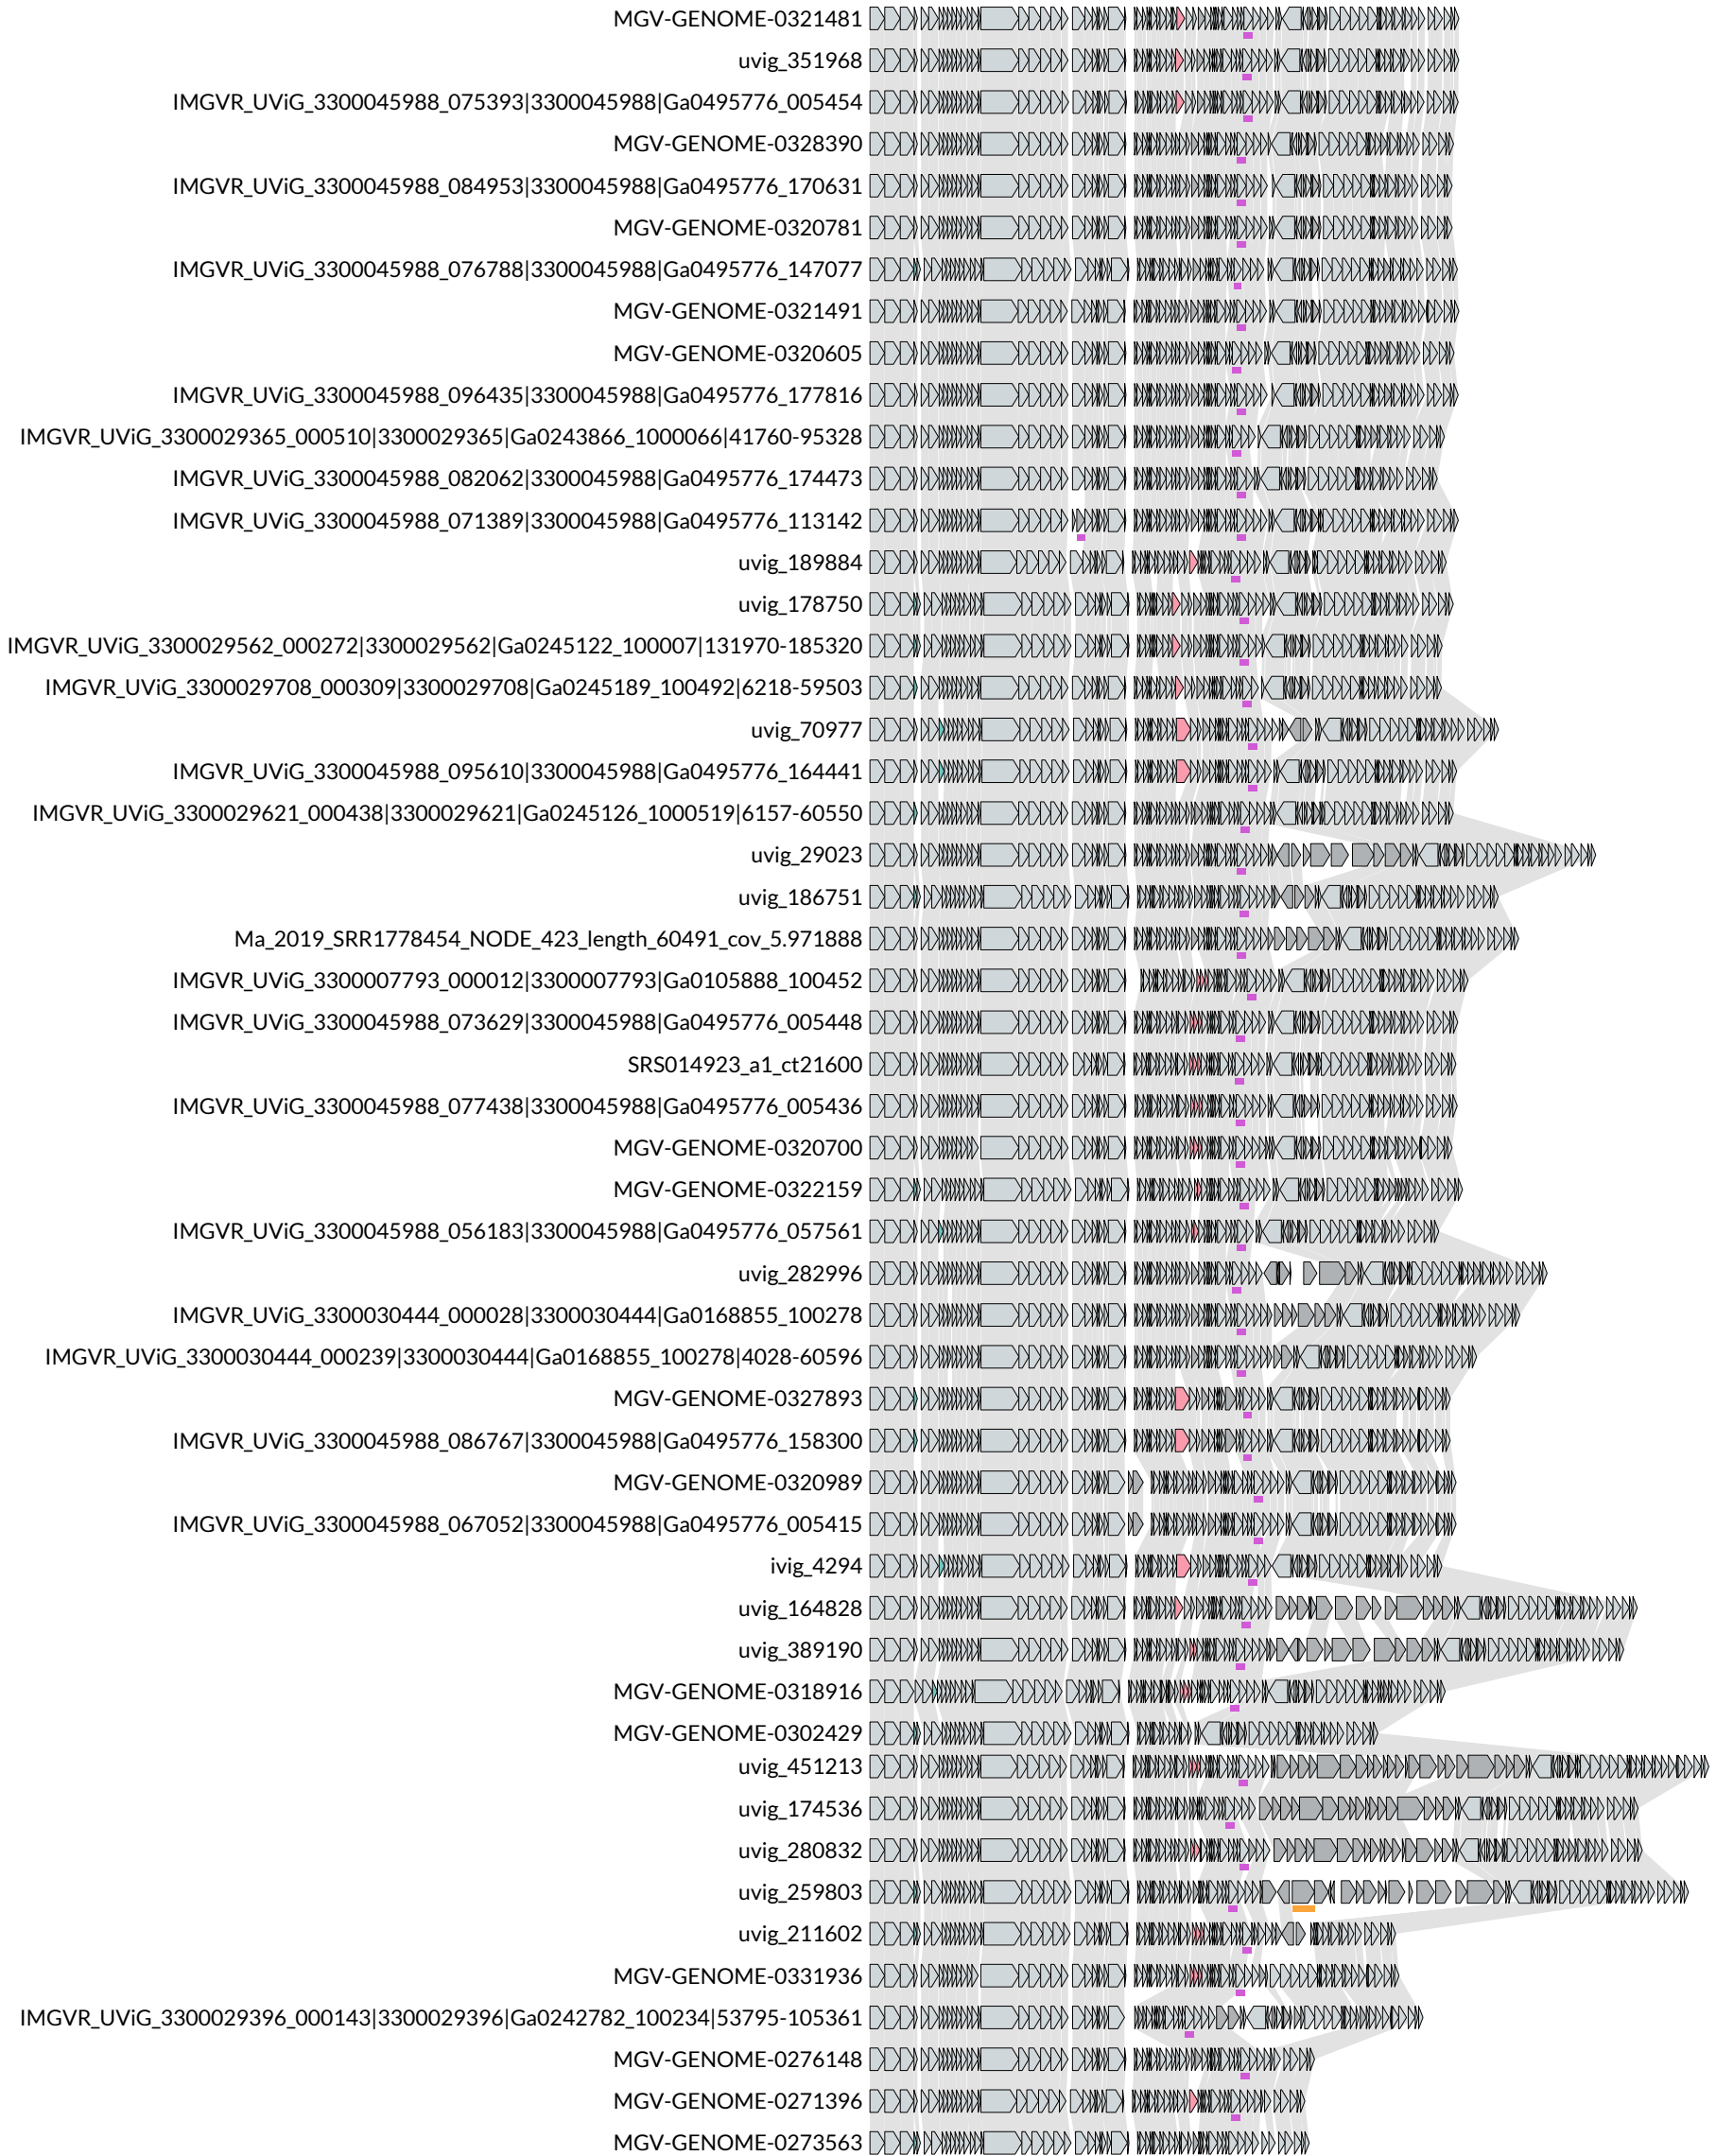 MGV-GENOME-0321481
uvig_351968
IMGVR_UViG_3300045988_075393|3300045988|Ga0495776_005454
MGV-GENOME-0328390
IMGVR_UViG_3300045988_084953|3300045988|Ga0495776_170631
MGV-GENOME-0320781
IMGVR_UViG_3300045988_076788|3300045988|Ga0495776_147077
MGV-GENOME-0321491
MGV-GENOME-0320605
IMGVR_UViG_3300045988_096435|3300045988|Ga0495776_177816
IMGVR_UViG_3300029365_000510|3300029365|Ga0243866_1000066|41760-95328
IMGVR_UViG_3300045988_082062|3300045988|Ga0495776_174473
IMGVR_UViG_3300045988_071389|3300045988|Ga0495776_113142
uvig_189884
uvig_178750
IMGVR_UViG_3300029562_000272|3300029562|Ga0245122_100007|131970-185320
IMGVR_UViG_3300029708_000309|3300029708|Ga0245189_100492|6218-59503
uvig_70977
IMGVR_UViG_3300045988_095610|3300045988|Ga0495776_164441
IMGVR_UViG_3300029621_000438|3300029621|Ga0245126_1000519|6157-60550
uvig_29023
uvig_186751
Ma_2019_SRR1778454_NODE_423_length_60491_cov_5.971888
IMGVR_UViG_3300007793_000012|3300007793|Ga0105888_100452
IMGVR_UViG_3300045988_073629|3300045988|Ga0495776_005448
SRS014923_a1_ct21600
IMGVR_UViG_3300045988_077438|3300045988|Ga0495776_005436
MGV-GENOME-0320700
MGV-GENOME-0322159
IMGVR_UViG_3300045988_056183|3300045988|Ga0495776_057561
uvig_282996
IMGVR_UViG_3300030444_000028|3300030444|Ga0168855_100278
IMGVR_UViG_3300030444_000239|3300030444|Ga0168855_100278|4028-60596
MGV-GENOME-0327893
IMGVR_UViG_3300045988_086767|3300045988|Ga0495776_158300
MGV-GENOME-0320989
IMGVR_UViG_3300045988_067052|3300045988|Ga0495776_005415
ivig_4294
uvig_164828
uvig_389190
MGV-GENOME-0318916
MGV-GENOME-0302429
uvig_451213
uvig_174536
uvig_280832
uvig_259803
uvig_211602
MGV-GENOME-0331936
IMGVR_UViG_3300029396_000143|3300029396|Ga0242782_100234|53795-105361
MGV-GENOME-0276148
MGV-GENOME-0271396
MGV-GENOME-0273563